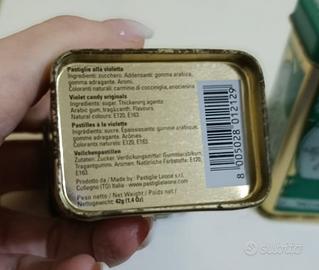 Pastiglie alla violetta
Ingredienti: zucchero. Addensanti: gomma arabica,
gomma adragante. Aromi.
Coloranti naturali: carminio di cocciniglia, enocianina
Violet candy originals
Ingredients: sugar. Thickening agents:
Arabic gum, tragacanth. Flavours.
Natural colours: E120, E163.
Pastilles à la violette
Ingrédients: sucre. Epaississants: gomme arabique,
gomme adragante. Arômes.
Colorants naturels: E120, E163.
Veilchenpastillen
Zutaten: Zucker. Verdickungsmittel: Gummiarabikum,
Tragantgummi. Aromen. Natürliche Farbstoffe: E120,
E163.
Prodotto da / Made by: Pastiglie Leone s.r.l.
Collegno (TO) Italia - www.pastiglieleone.com
Peso netto / Net Weight / Poids net /
Nettogewicht: 42g (1.4 Oz)
8 005028 012129
subito